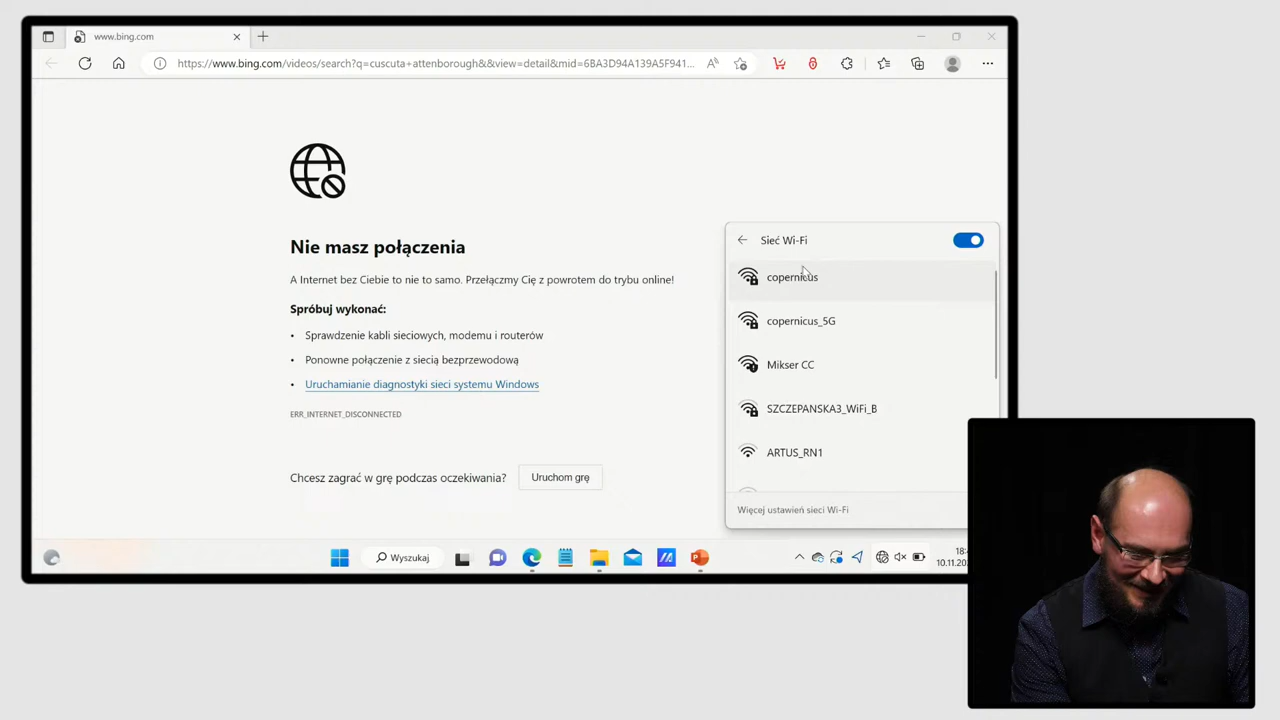 www.bing.com
https://www.bing.com/videos/search?q=cuscuta+attenborough&&view=detail&mid=6BA3D94A139A5F941...
Nie masz połączenia
A Internet bez Ciebie to nie to samo. Przełączmy Cię z powrotem do trybu online!
Spróbuj wykonać:
• Sprawdzenie kabli sieciowych, modemu i routerów
• Ponowne połączenie z siecią bezprzewodową
• Uruchamianie diagnostyki sieci systemu Windows
ERR_INTERNET_DISCONNECTED
Chcesz zagrać w grę podczas oczekiwania?
Uruchom grę
Sieć Wi-Fi
copernicus
copernicus_5G
Mikser CC
SZCZEPANSKA3_WiFi_B
ARTUS_RN1
Więcej ustawień sieci Wi-Fi
Wyszukaj